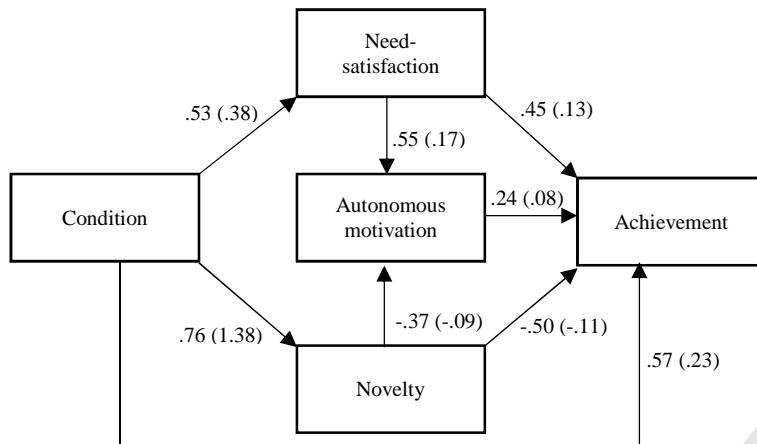 Need-
satisfaction
.53 (.38)
.45 (.13)
.55 (.17)
Condition
Autonomous
motivation
.24 (.08)
Achievement
.76 (1.38)
-.37 (-.09)
-.50 (-.11)
.57 (.23)
Novelty